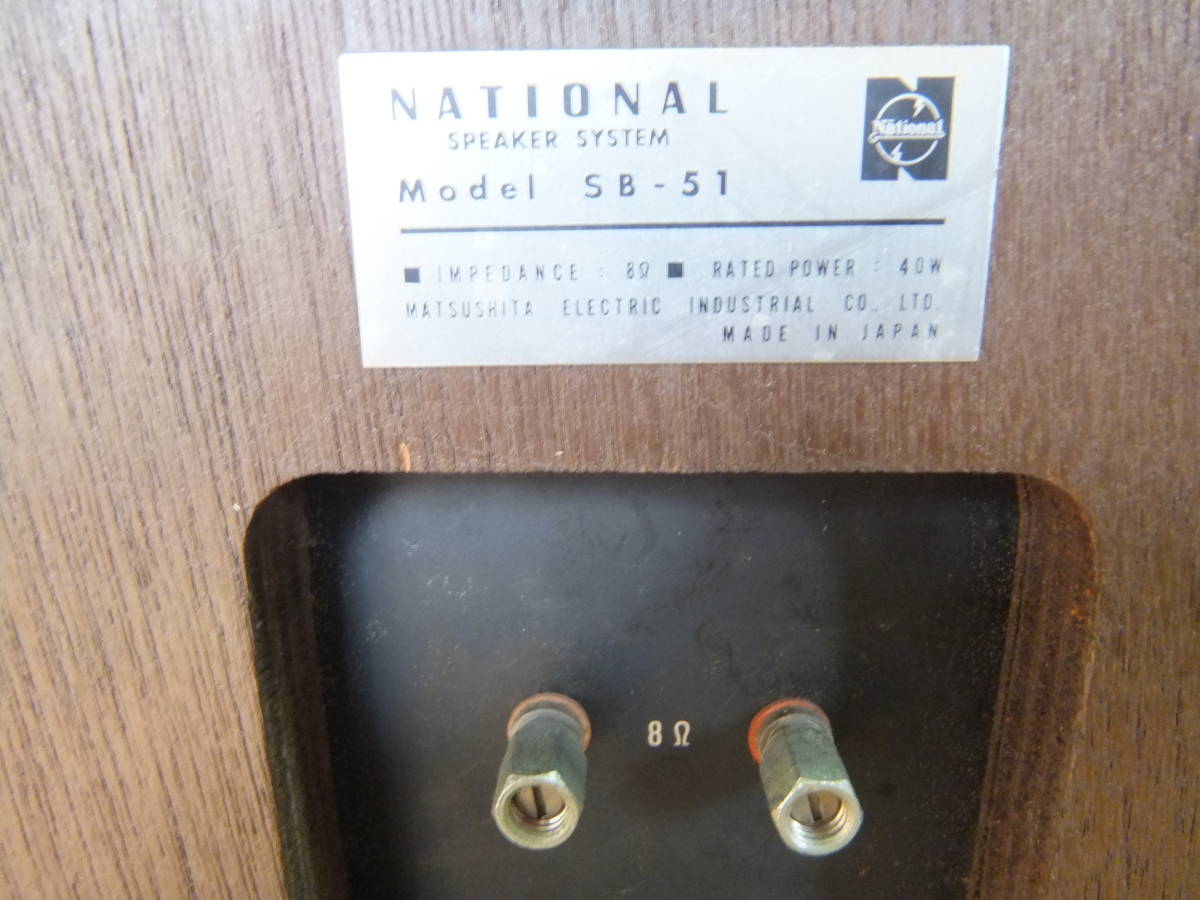 NATIONAL
SPEAKER SYSTEM
National
Model SB-51
■ IMPEDANCE : 8Ω ■ RATED POWER : 40W
MATSUSHITA ELECTRIC INDUSTRIAL CO., LTD.
MADE IN JAPAN
8Ω